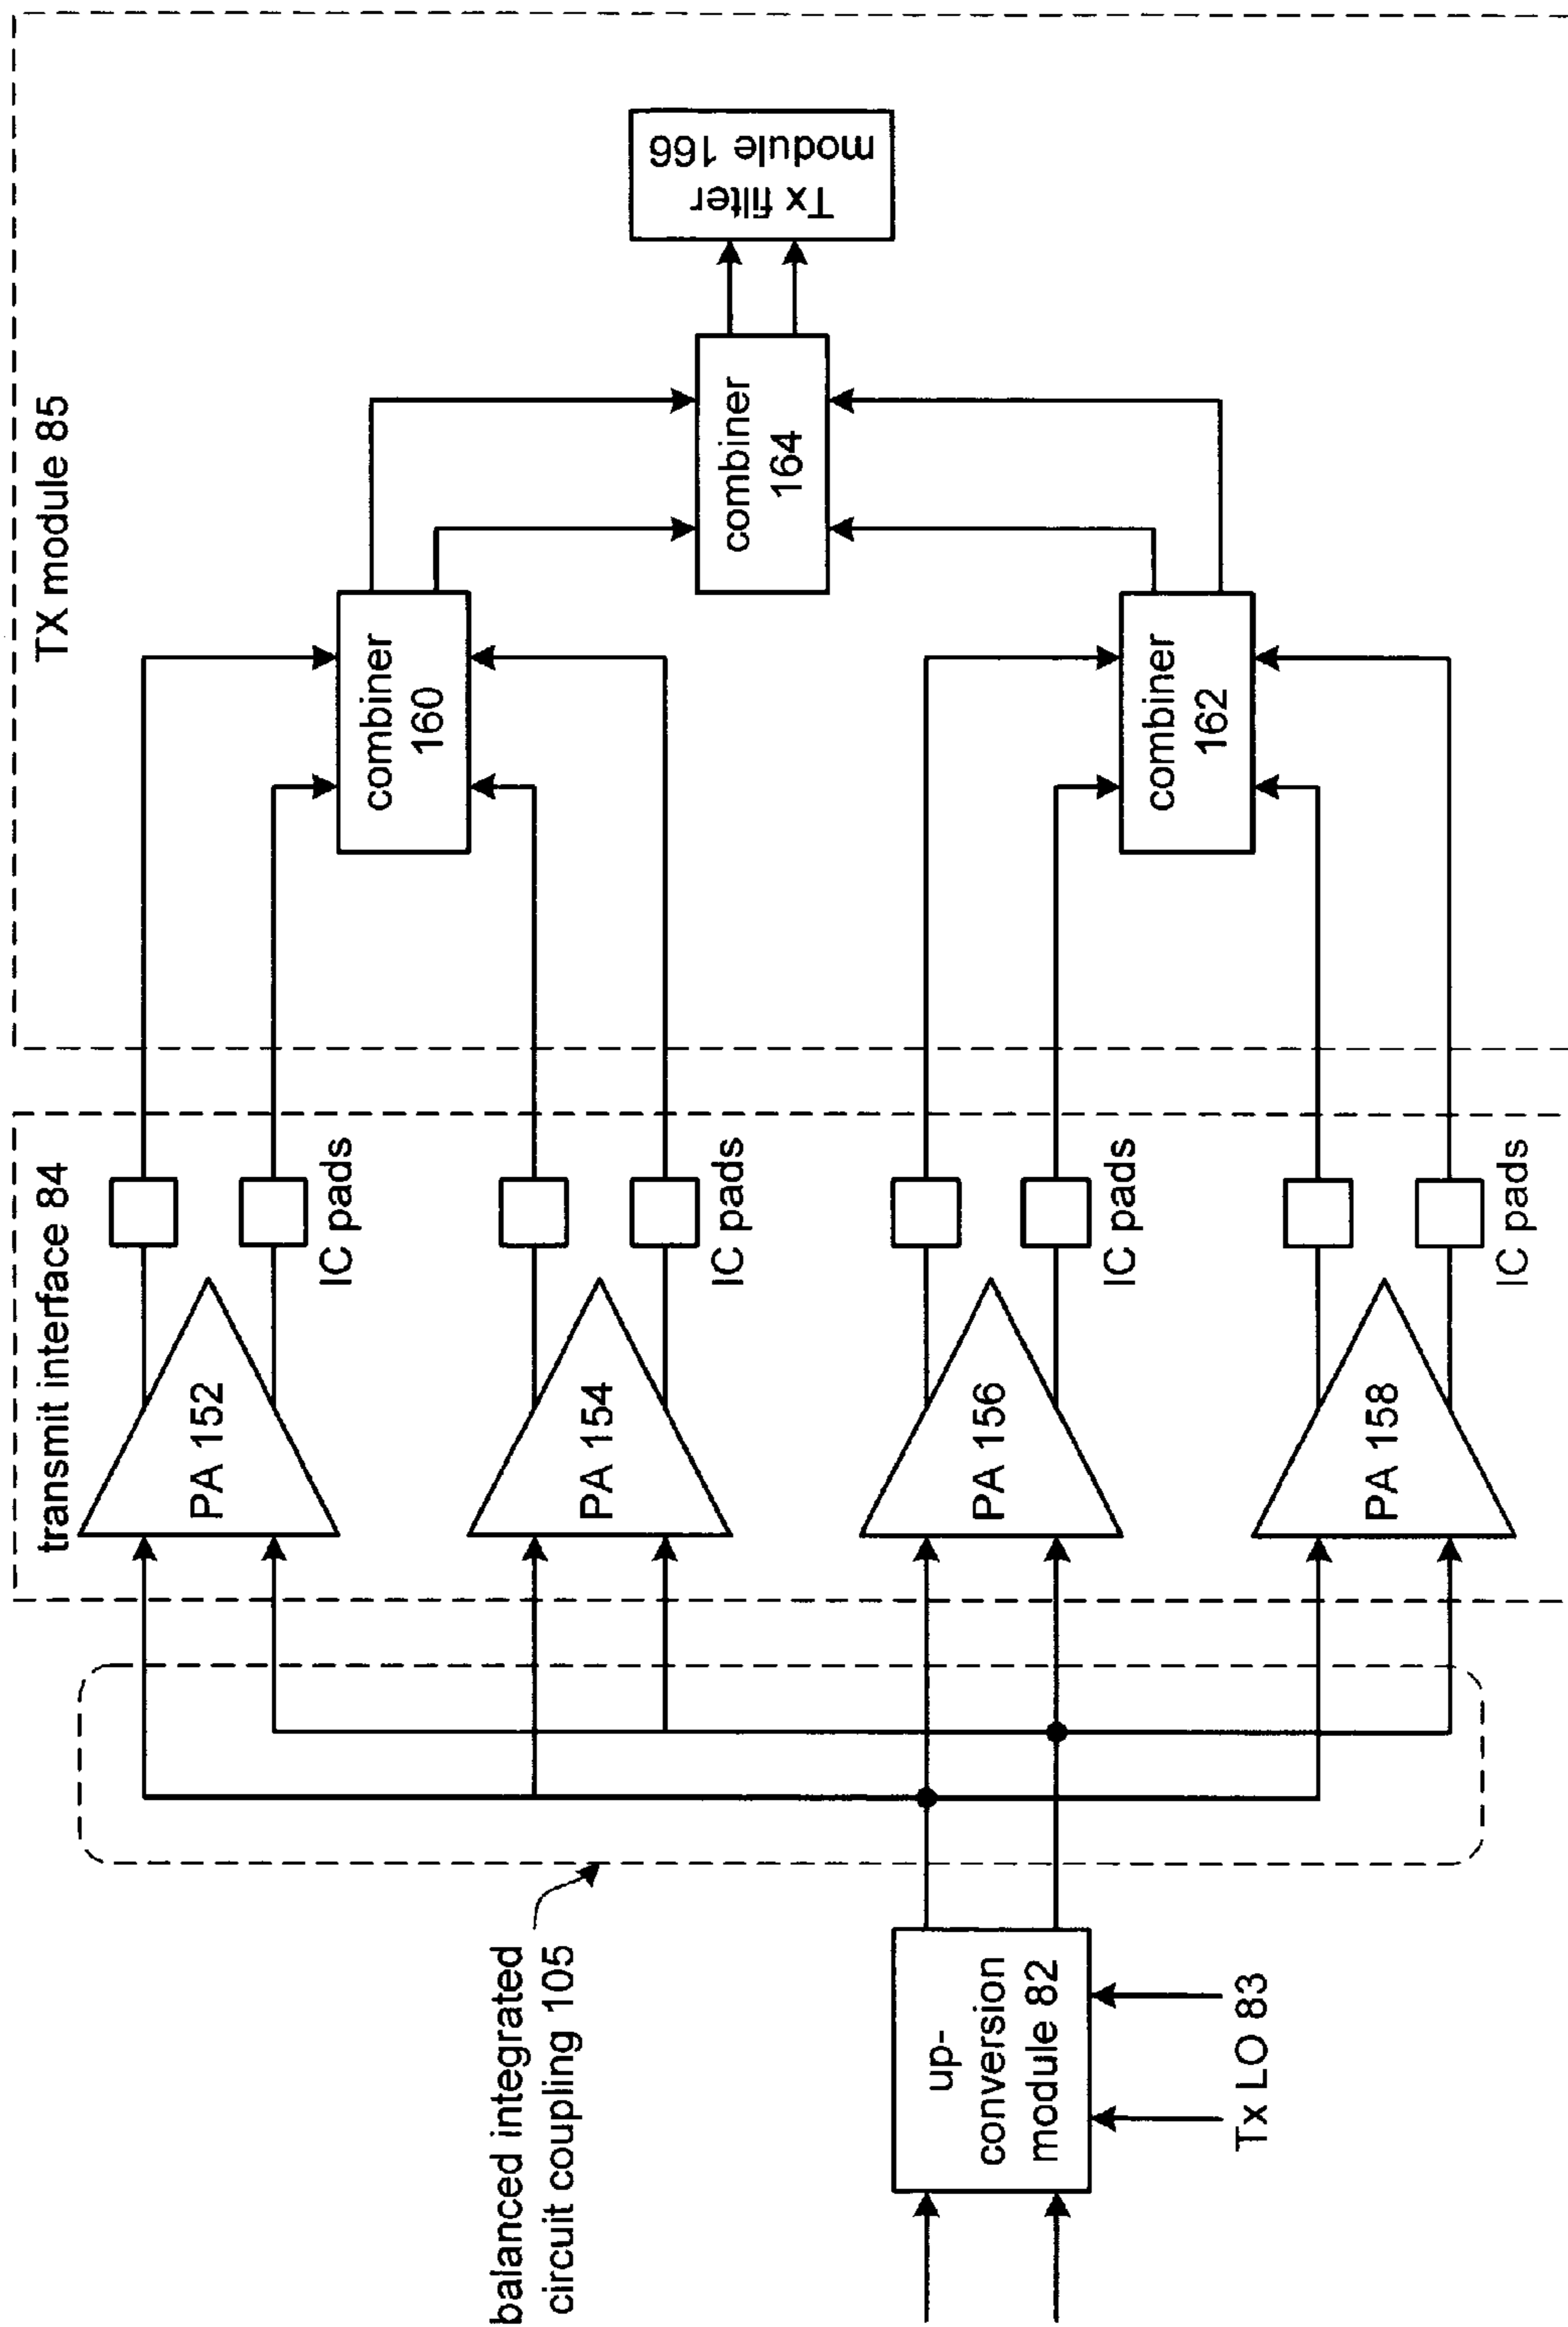 transmit interface 84
TX module 85
PA 152
IC pads
combiner
160
PA 154
IC pads
balanced integrated
circuit coupling 105
combiner
164
Tx filter
module 166
up-
conversion
module 82
PA 156
IC pads
combiner
162
Tx LO 83
PA 158
IC pads